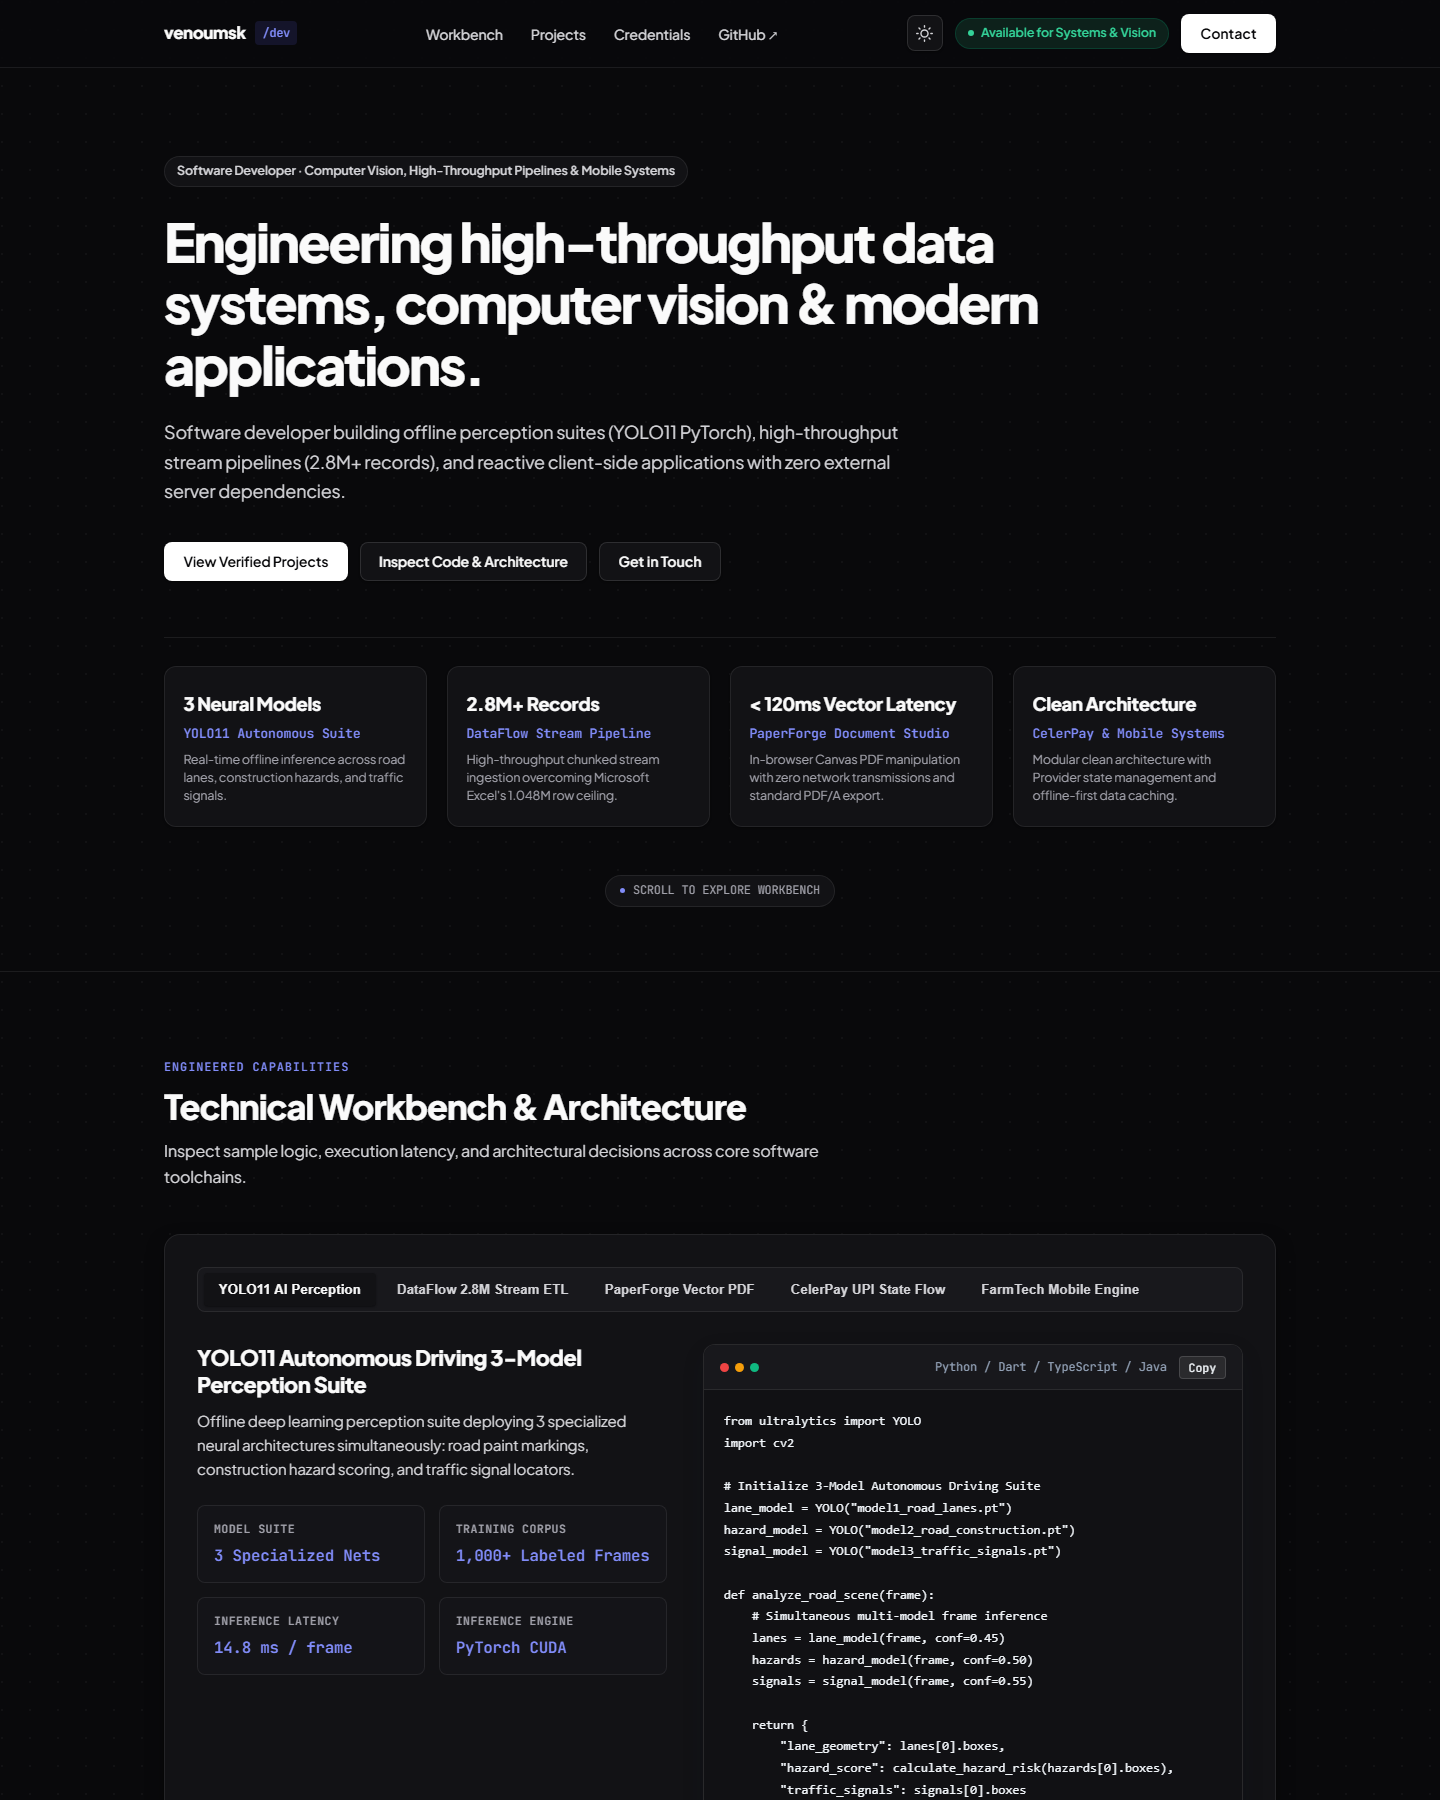 venoumsk /dev
Workbench
Projects
Credentials
GitHub ↗
Available for Systems & Vision
Contact
Software Developer · Computer Vision, High-Throughput Pipelines & Mobile Systems
Engineering high-throughput data
systems, computer vision & modern
applications.
Software developer building offline perception suites (YOLO11 PyTorch), high-throughput
stream pipelines (2.8M+ records), and reactive client-side applications with zero external
server dependencies.
View Verified Projects
Inspect Code & Architecture
Get in Touch
3 Neural Models
YOLO11 Autonomous Suite
Real-time offline inference across road
lanes, construction hazards, and traffic
signals.
2.8M+ Records
DataFlow Stream Pipeline
High-throughput chunked stream
ingestion overcoming Microsoft
Excel's 1.048M row ceiling.
< 120ms Vector Latency
PaperForge Document Studio
In-browser Canvas PDF manipulation
with zero network transmissions and
standard PDF/A export.
Clean Architecture
CelerPay & Mobile Systems
Modular clean architecture with
Provider state management and
offline-first data caching.
SCROLL TO EXPLORE WORKBENCH
ENGINEERED CAPABILITIES
Technical Workbench & Architecture
Inspect sample logic, execution latency, and architectural decisions across core software
toolchains.
YOLO11 AI Perception
DataFlow 2.8M Stream ETL
PaperForge Vector PDF
CelerPay UPI State Flow
FarmTech Mobile Engine
YOLO11 Autonomous Driving 3-Model
Perception Suite
Offline deep learning perception suite deploying 3 specialized
neural architectures simultaneously: road paint markings,
construction hazard scoring, and traffic signal locators.
MODEL SUITE
3 Specialized Nets
TRAINING CORPUS
1,000+ Labeled Frames
INFERENCE LATENCY
14.8 ms / frame
INFERENCE ENGINE
PyTorch CUDA
Python / Dart / TypeScript / Java
Copy
from ultralytics import YOLO
import cv2
# Initialize 3-Model Autonomous Driving Suite
lane_model = YOLO("model1_road_lanes.pt")
hazard_model = YOLO("model2_road_construction.pt")
signal_model = YOLO("model3_traffic_signals.pt")
def analyze_road_scene(frame):
    # Simultaneous multi-model frame inference
    lanes = lane_model(frame, conf=0.45)
    hazards = hazard_model(frame, conf=0.50)
    signals = signal_model(frame, conf=0.55)
    return {
        "lane_geometry": lanes[0].boxes,
        "hazard_score": calculate_hazard_risk(hazards[0].boxes),
        "traffic_signals": signals[0].boxes